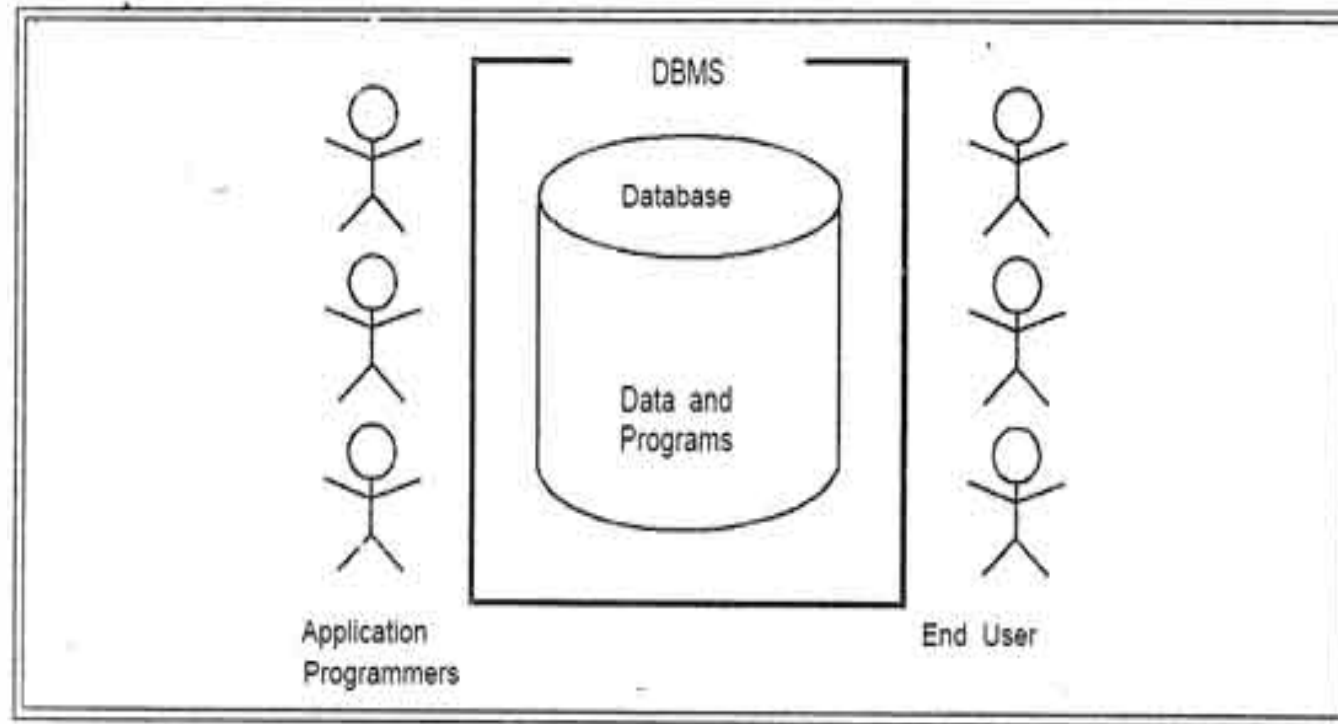 DBMS
Database
Data and
Programs
Application
Programmers
End User